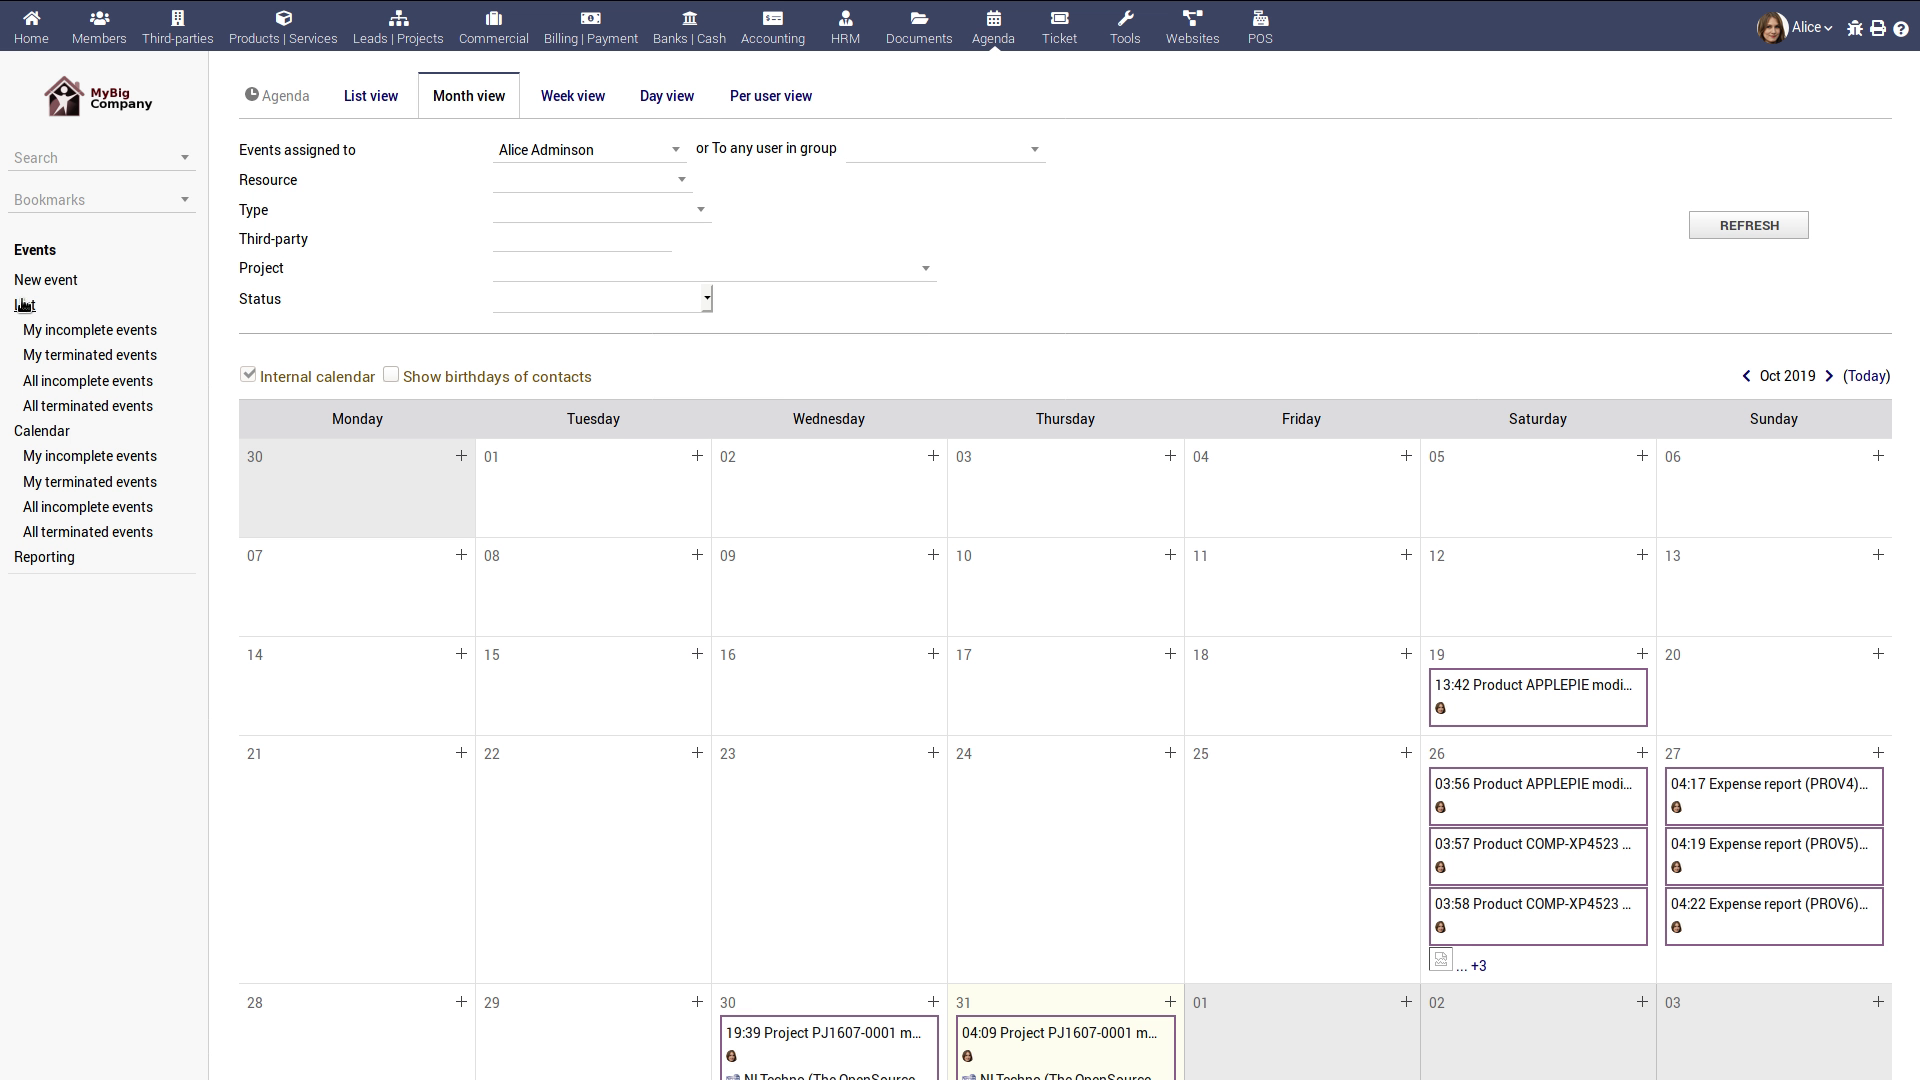 Home Members Third-parties Products | Services Leads | Projects Commercial Billing | Payment Banks | Cash Accounting HRM Documents Agenda Ticket Tools Websites POS Alice
MyBig
Company
Search
Bookmarks
Events
New event
My incomplete events
My terminated events
All incomplete events
All terminated events
Calendar
My incomplete events
My terminated events
All incomplete events
All terminated events
Reporting
Agenda List view Month view Week view Day view Per user view
Events assigned to Alice Adminson or To any user in group
Resource
Type
Third-party
Project
Status
REFRESH
Internal calendar Show birthdays of contacts Oct 2019 (Today)
Monday Tuesday Wednesday Thursday Friday Saturday Sunday
30 01 02 03 04 05 06
07 08 09 10 11 12 13
14 15 16 17 18 19 20
13:42 Product APPLEPIE modi...
21 22 23 24 25 26 27
03:56 Product APPLEPIE modi... 04:17 Expense report (PROV4)...
03:57 Product COMP-XP4523 ... 04:19 Expense report (PROV5)...
03:58 Product COMP-XP4523 ... 04:22 Expense report (PROV6)...
... +3
28 29 30 31 01 02 03
19:39 Project PJ1607-0001 m... 04:09 Project PJ1607-0001 m...
NLTechno (The OpenSource NLTechno (The OpenSource